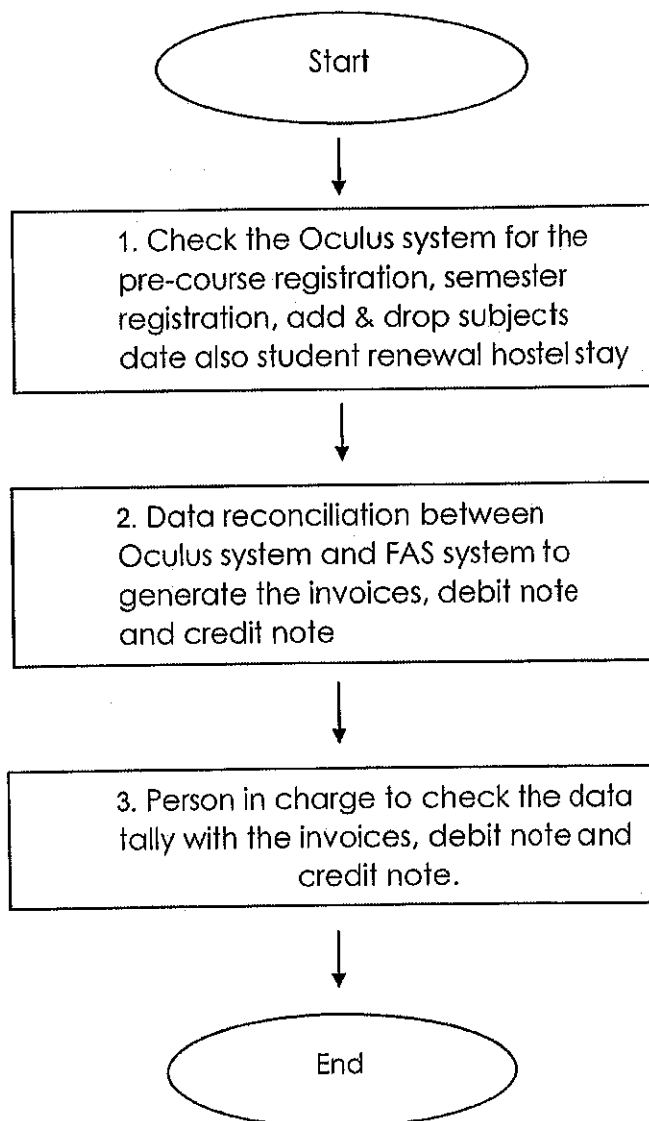 Start
1. Check the Oculus system for the
pre-course registration, semester
registration, add & drop subjects
date also student renewal hostel stay
2. Data reconciliation between
Oculus system and FAS system to
generate the invoices, debit note
and credit note
3. Person in charge to check the data
tally with the invoices, debit note and
credit note.
End